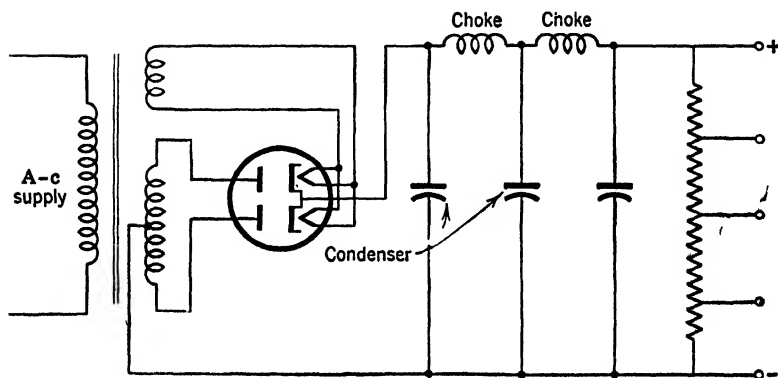 Choke Choke
+
A-c
supply
Condenser
-